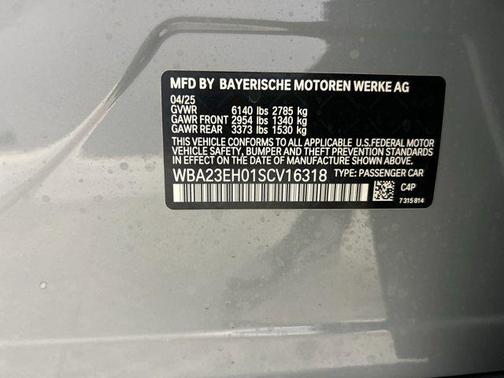 MFD BY BAYERISCHE MOTOREN WERKE AG
04/25
GVWR 6140 lbs 2785 kg
GAWR FRONT 2954 lbs 1340 kg
GAWR REAR 3373 lbs 1530 kg
THIS VEHICLE CONFORMS TO ALL APPLICABLE U.S.FEDERAL MOTOR
VEHICLE SAFETY, BUMPER AND THEFT PREVENTION STANDARDS IN
EFFECT ON THE DATE OF MANUFACTURE SHOWN ABOVE.
WBA23EH01SCV16318 TYPE: PASSENGER CAR
C4P
7 315 814